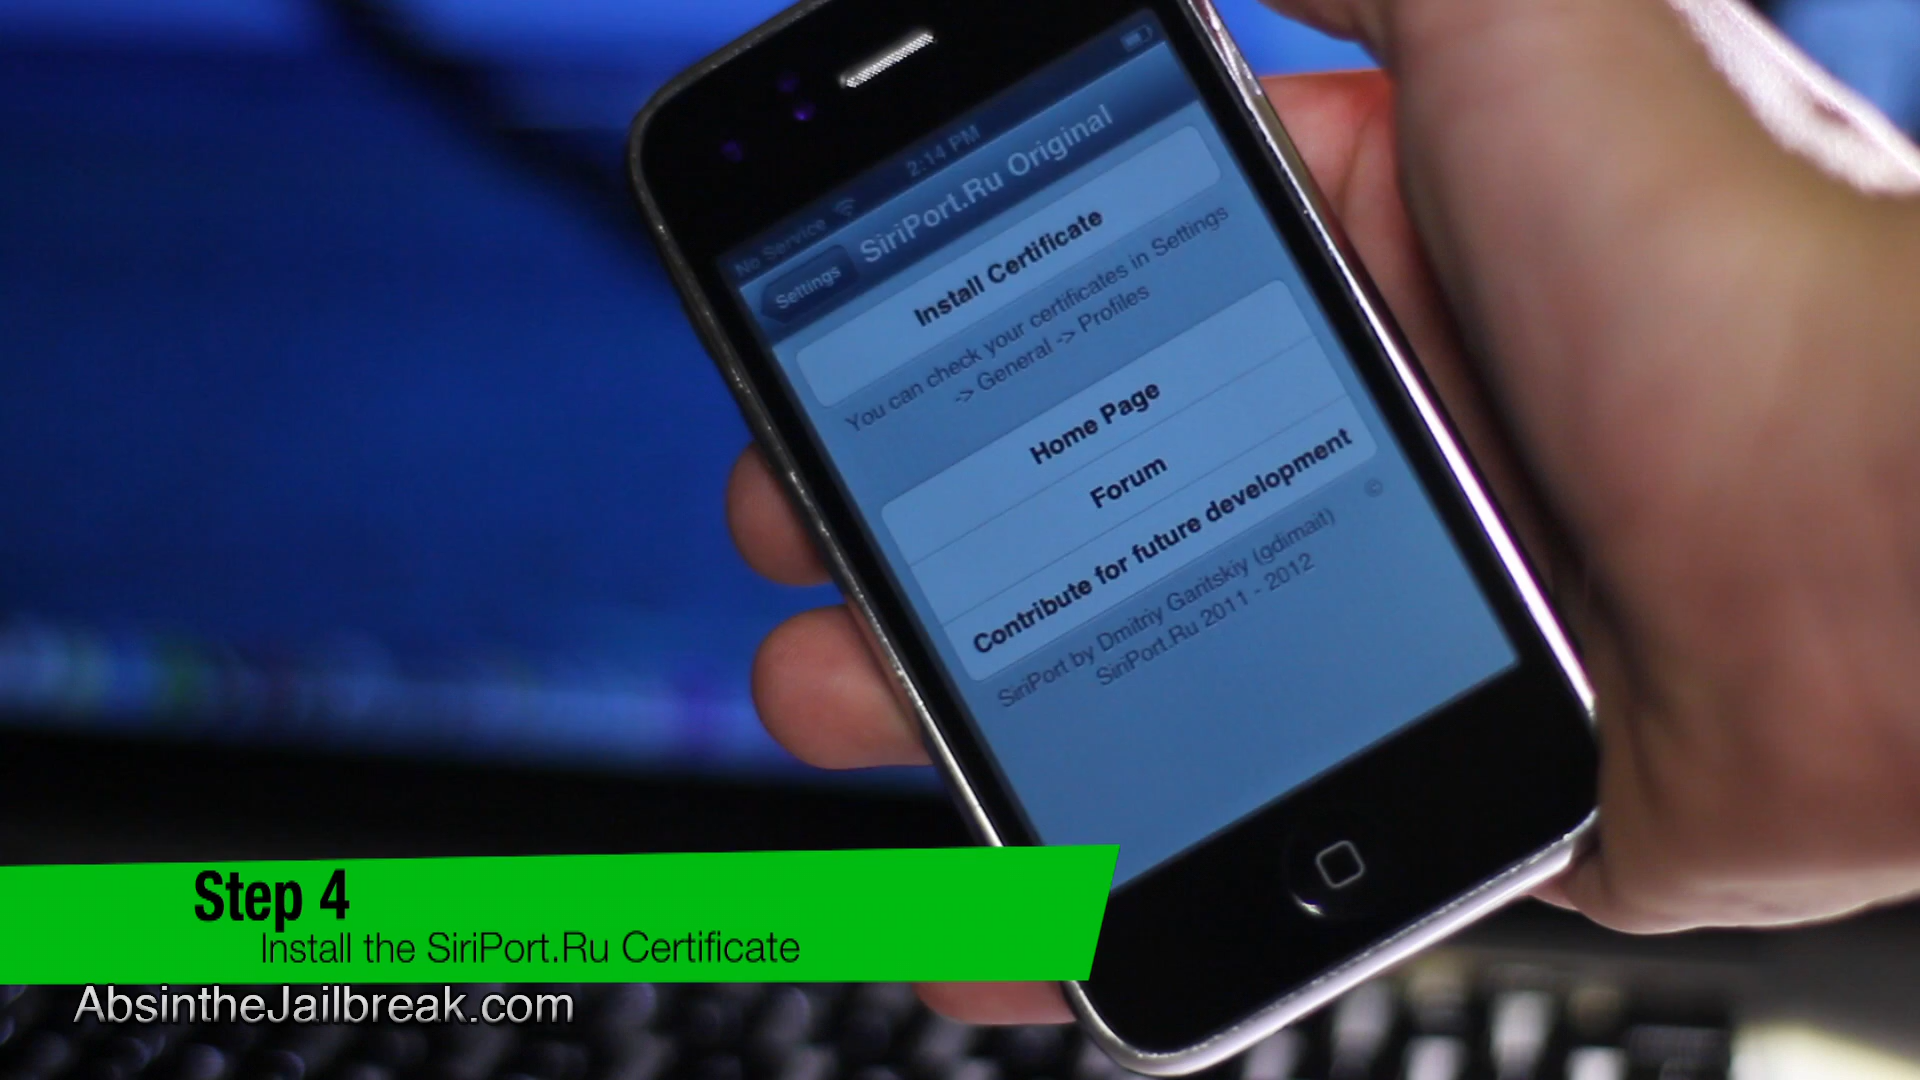 No Service 2:14 PM
Settings SiriPort.Ru Original
Install Certificate
You can check your certificates in Settings
-> General -> Profiles
Home Page
Forum
Contribute for future development
©
SiriPort by Dmitriy Garitskiy (gdimait)
SiriPort.Ru 2011 - 2012
Step 4
Install the SiriPort.Ru Certificate
AbsintheJailbreak.com